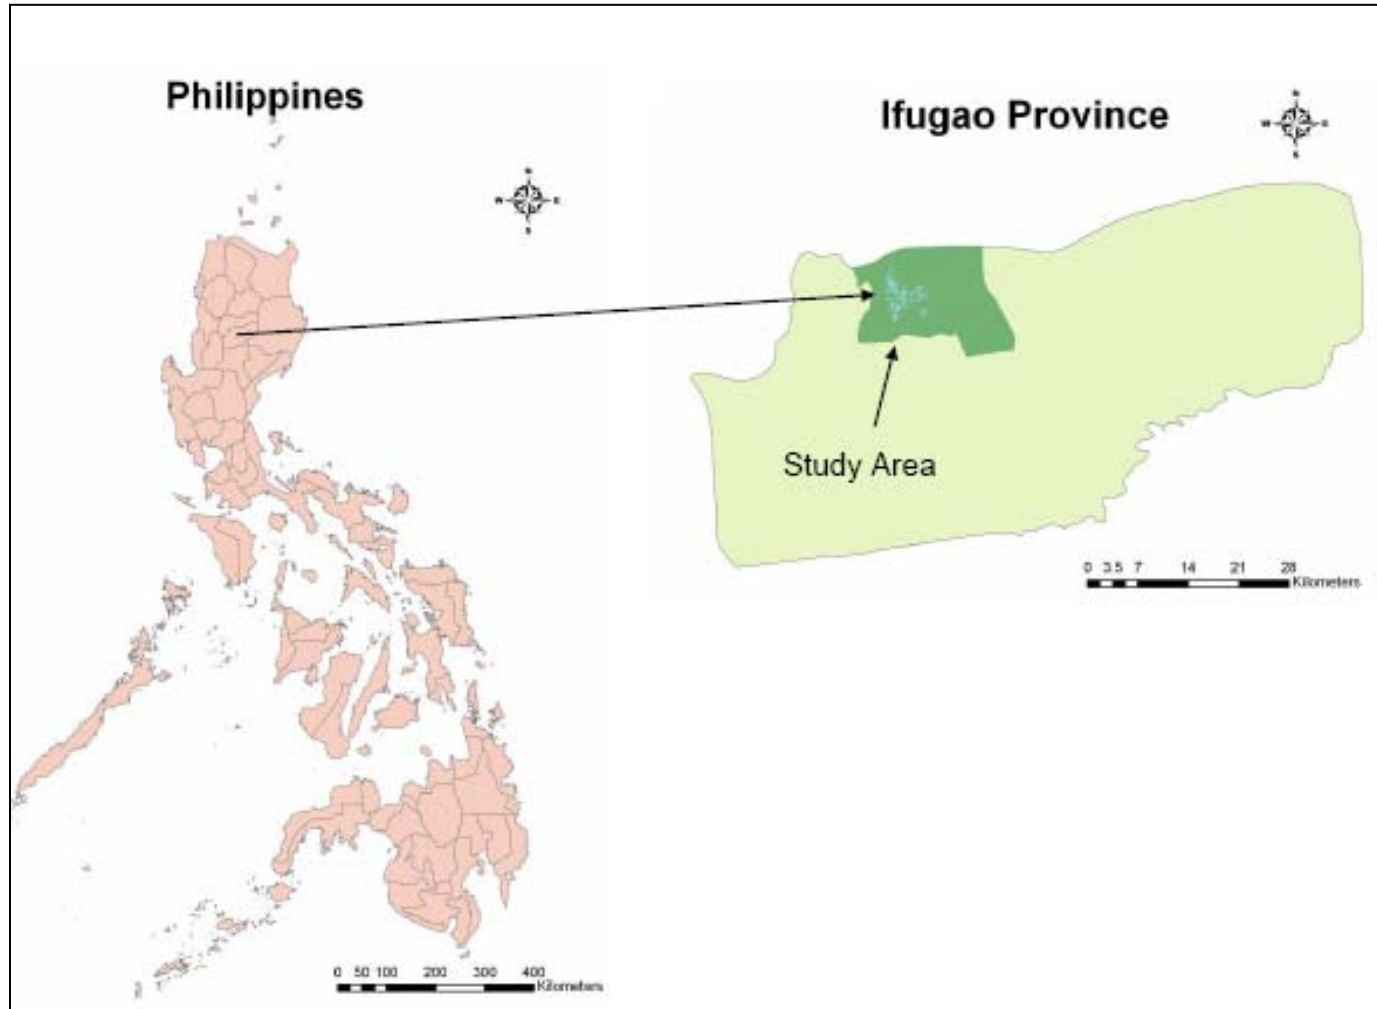 Philippines
N
W E
S
Ifugao Province
N
W E
S
Study Area
0 3.5 7 14 21 28
Kilometers
0 50 100 200 300 400
Kilometers